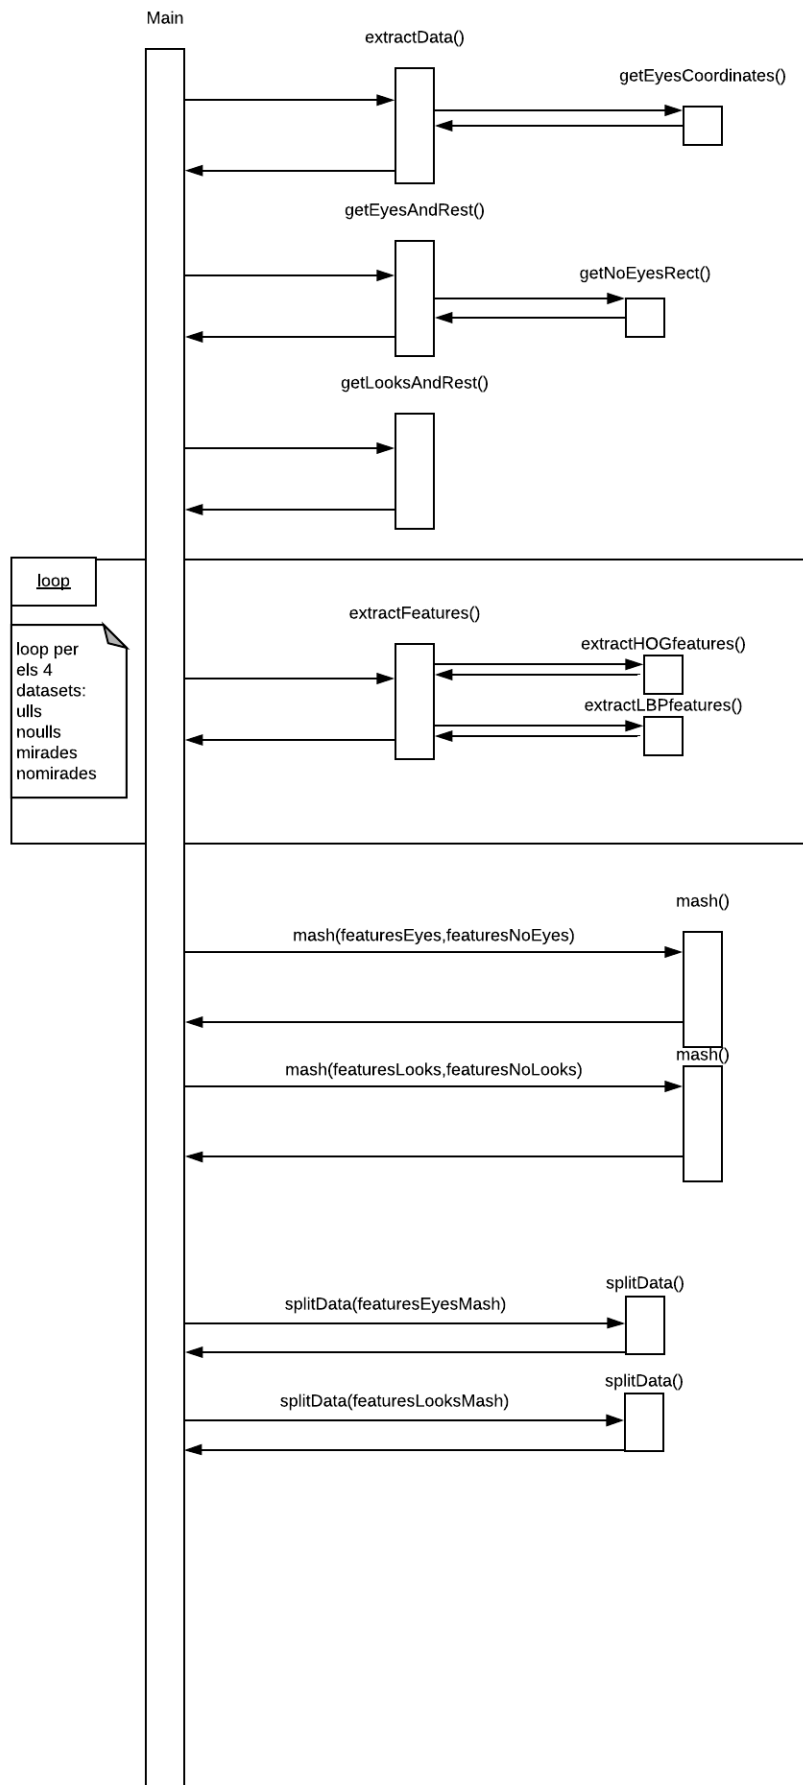 Main
extractData()
getEyesCoordinates()
getEyesAndRest()
getNoEyesRect()
getLooksAndRest()
loop
loop per
els 4
datasets:
ulls
noulls
mirades
nomirades
extractFeatures()
extractHOGfeatures()
extractLBPfeatures()
mash()
mash(featuresEyes,featuresNoEyes)
mash()
mash(featuresLooks,featuresNoLooks)
splitData()
splitData(featuresEyesMash)
splitData()
splitData(featuresLooksMash)